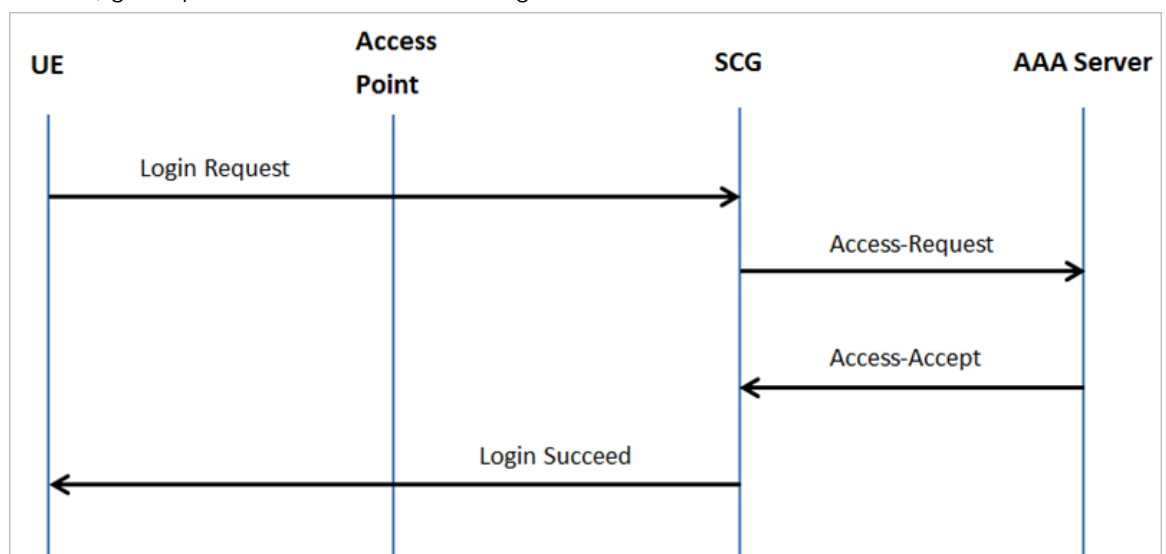 UE
Access
Point
SCG
AAA Server
Login Request
Access-Request
Access-Accept
Login Succeed